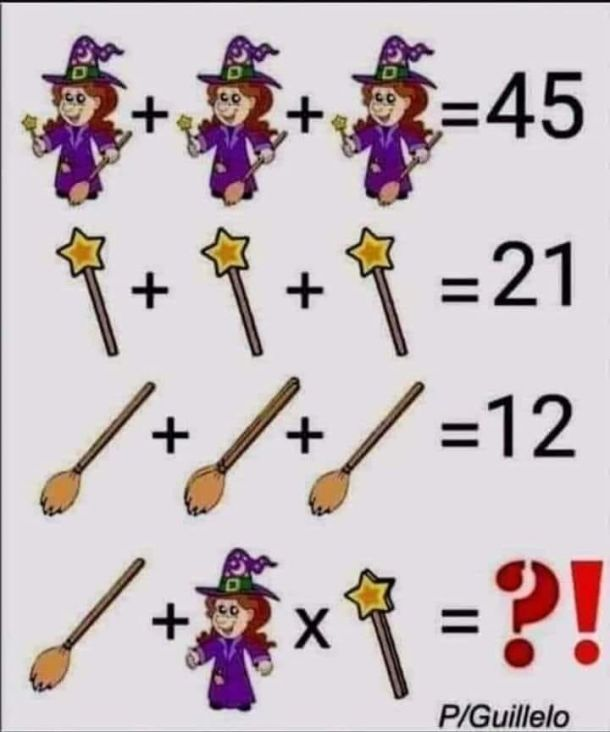 + + =45
+ + =21
+ + =12
+ x = ?!
P/Guillelo